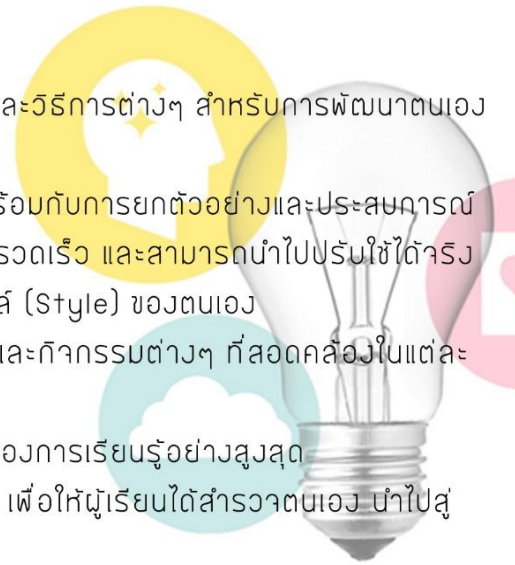 ละวิธีการต่างๆ สำหรับการพัฒนาตนเอง
ร้อมกับการยกตัวอย่างและประสบการณ์
รวดเร็ว และสามารถนำไปปรับใช้ได้จริง
ล์ (Style) ของตนเอง
และกิจกรรมต่างๆ ที่สอดคล้องในแต่ละ
องการเรียนรู้อย่างสูงสุด
เพื่อให้ผู้เรียนได้สำรวจตนเอง นำไปสู่